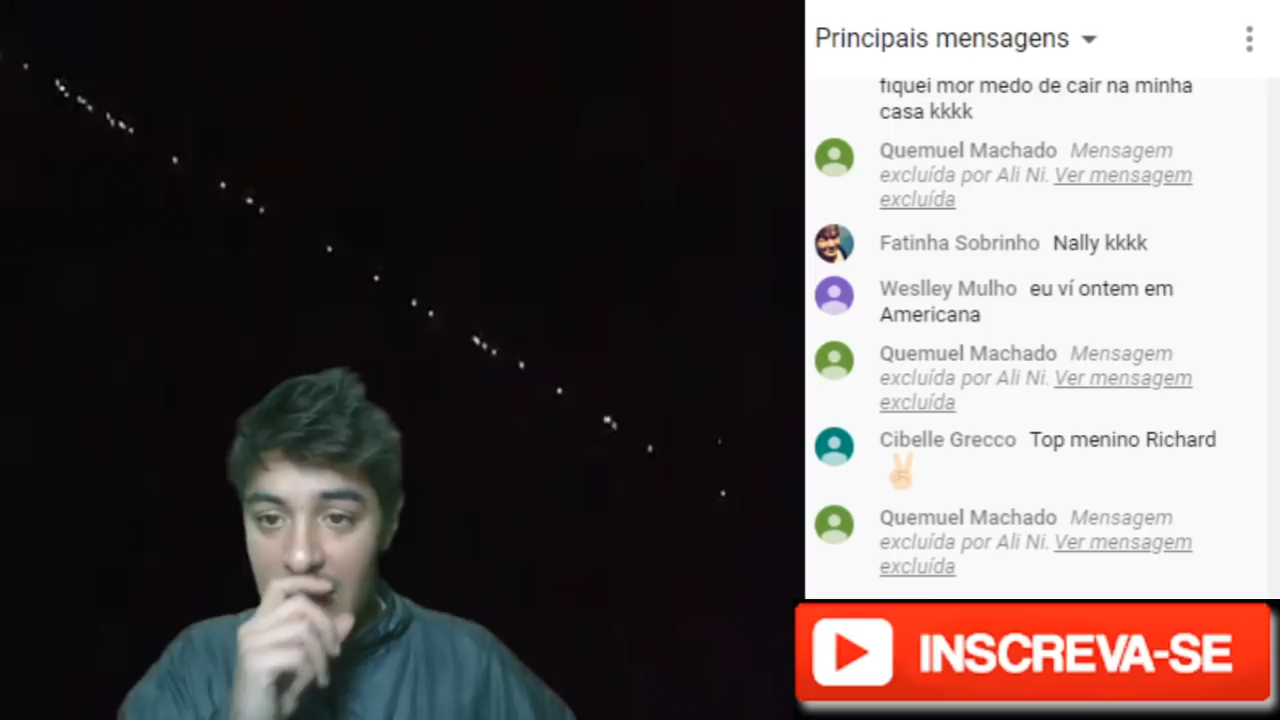 Principais mensagens
fiquei mor medo de cair na minha
casa kkkk
Quemuel Machado Mensagem
excluída por Ali Ni. Ver mensagem
excluída
Fatinha Sobrinho Nally kkkk
Weslley Mulho eu ví ontem em
Americana
Quemuel Machado Mensagem
excluída por Ali Ni. Ver mensagem
excluída
Cibelle Grecco Top menino Richard
✌🏻
Quemuel Machado Mensagem
excluída por Ali Ni. Ver mensagem
excluída
INSCREVA-SE